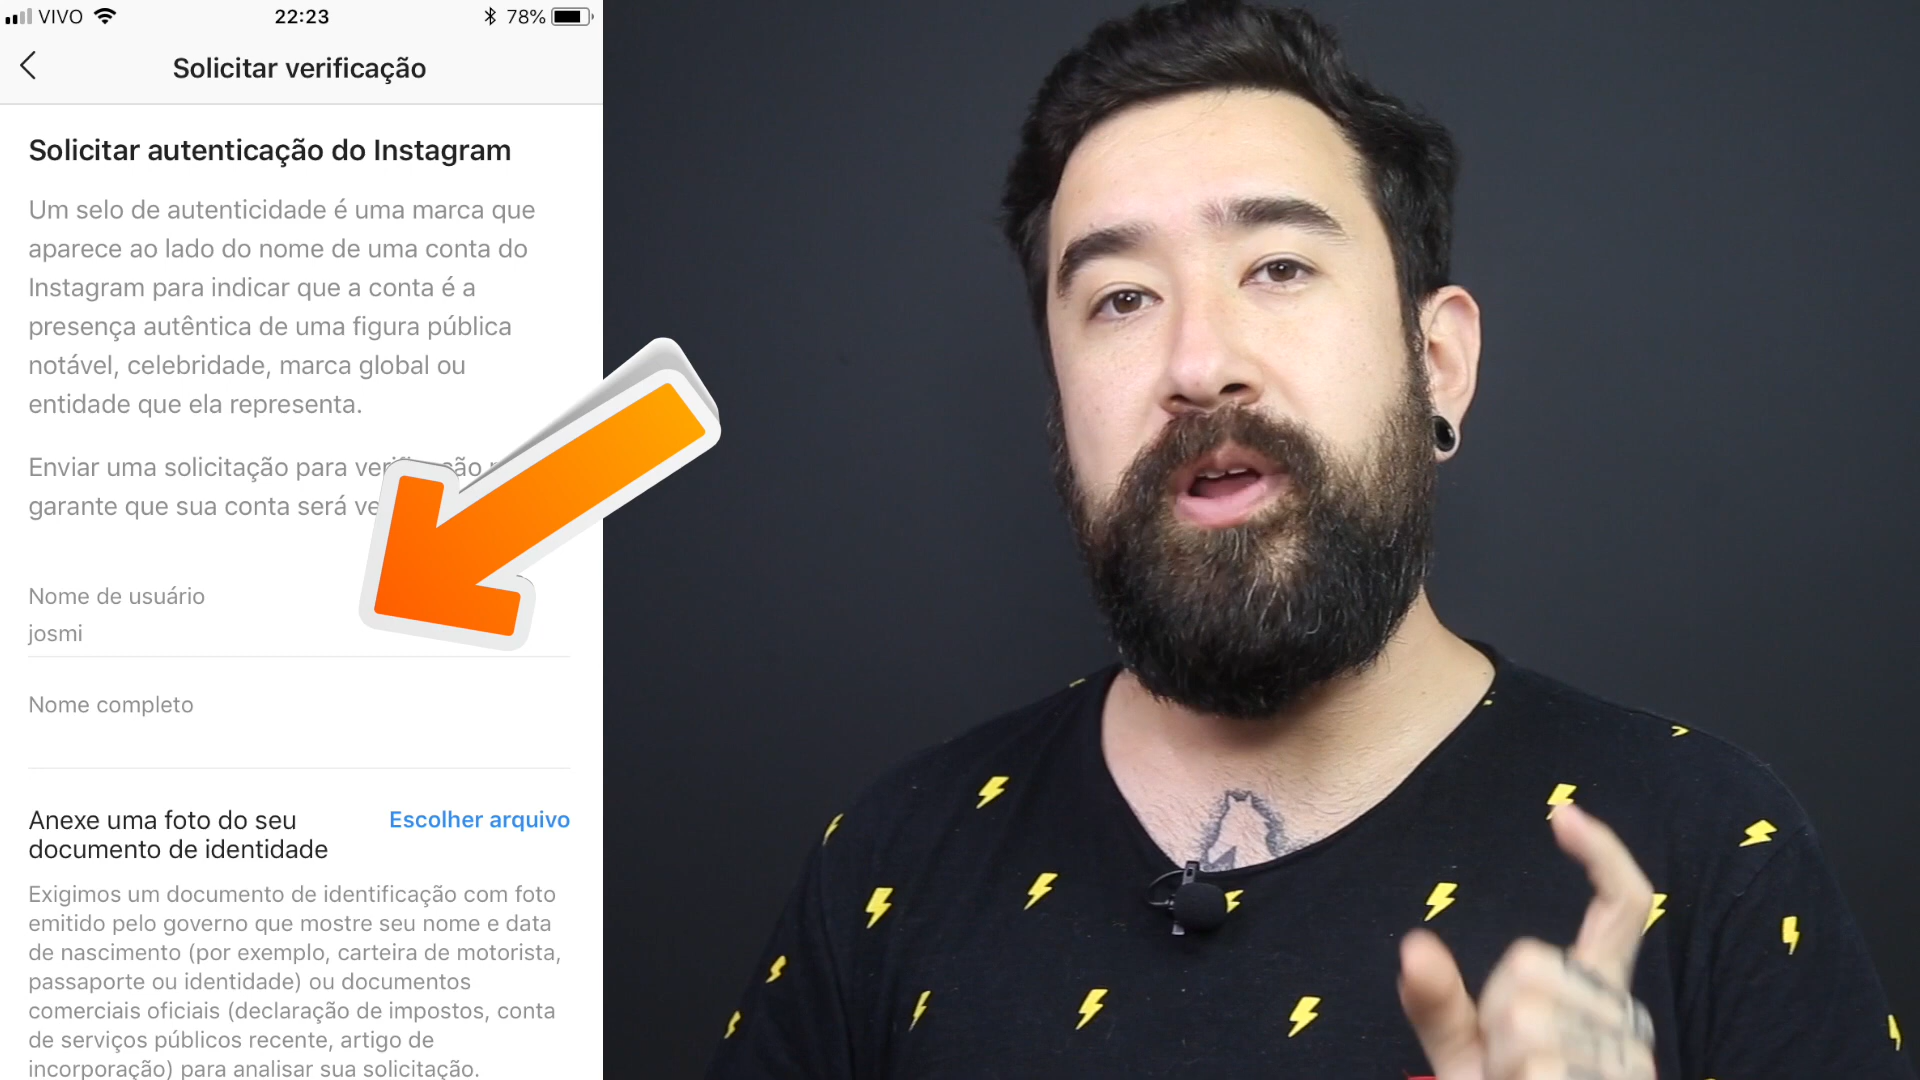 VIVO 22:23 78%
Solicitar verificação
Solicitar autenticação do Instagram
Um selo de autenticidade é uma marca que
aparece ao lado do nome de uma conta do
Instagram para indicar que a conta é a
presença autêntica de uma figura pública
notável, celebridade, marca global ou
entidade que ela representa.
Enviar uma solicitação para
garante que sua conta será
Nome de usuário
josmi
Nome completo
Anexe uma foto do seu
documento de identidade
Escolher arquivo
Exigimos um documento de identificação com foto
emitido pelo governo que mostre seu nome e data
de nascimento (por exemplo, carteira de motorista,
passaporte ou identidade) ou documentos
comerciais oficiais (declaração de impostos, conta
de serviços públicos recente, artigo de
incorporação) para analisar sua solicitação.